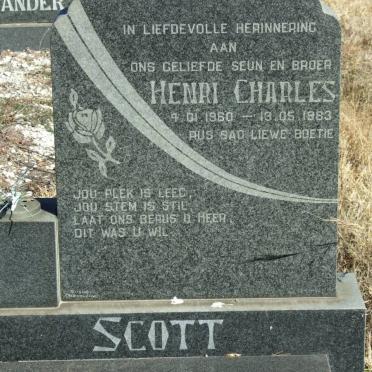 ANDER
IN LIEFDEVOLLE HERINNERING
AAN
ONS GELIEFDE SEUN EN BROER
HENRI CHARLES
4.01.1960 — 13.05.1983
RUS SAG LIEWE BOETIE
JOU PLEK IS LEEG,
JOU STEM IS STIL
LAAT ONS BERUS O HEER,
DIT WAS U WIL.
SCOTT